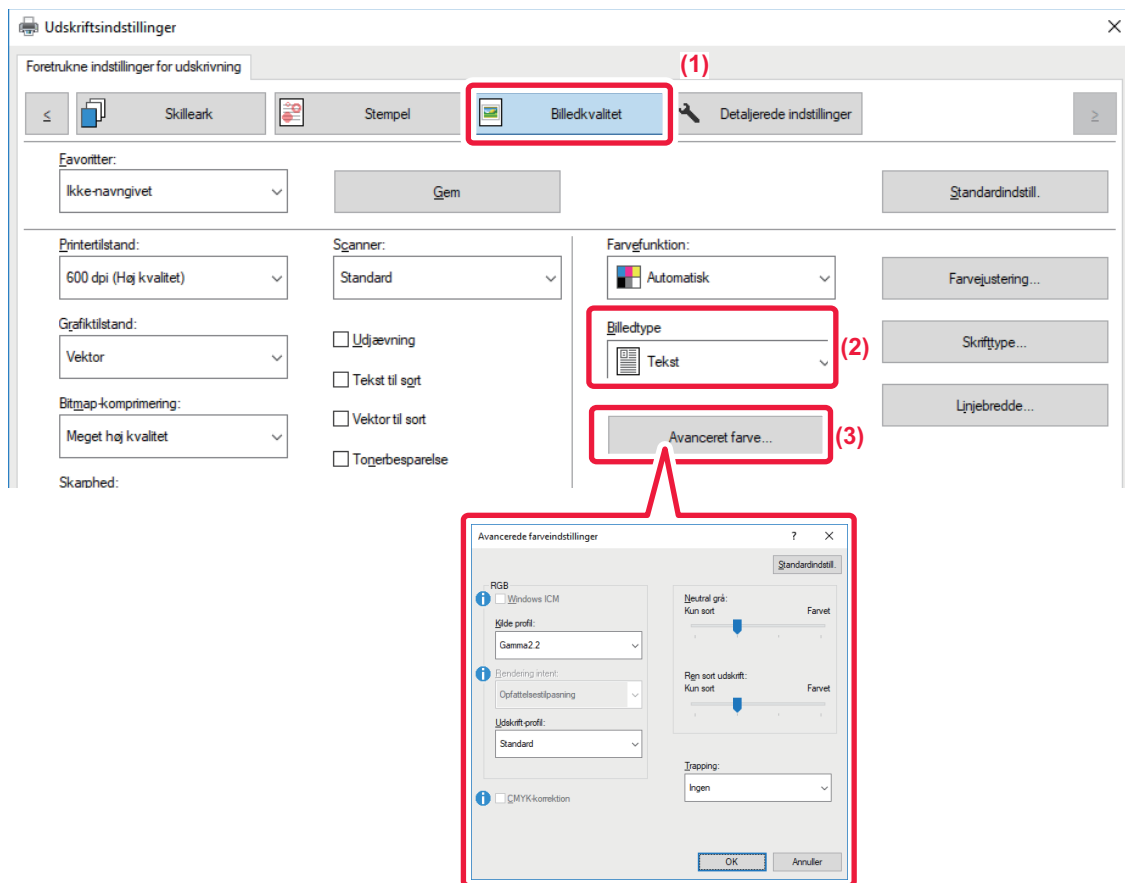 Udskriftsindstillinger
Foretrukne indstillinger for udskrivning
(1)
<
Skilleark
Stempel
Billedkvalitet
Detaljerede indstillinger
>
Favoritter:
Ikke-navngivet
Gem
Standardindstill.
Printertilstand:
Scanner:
Farvefunktion:
600 dpi (Høj kvalitet)
Standard
Automatisk
Farvejustering...
Grafiktilstand:
Vektor
Udjævning
Tekst til sort
Vektor til sort
Tonerbesparelse
Billedtype
Tekst
(2)
Skrifttype...
Bitmap-komprimering:
Meget høj kvalitet
Linjebredde...
Avanceret farve...
(3)
Skarphed:
Avancerede farveindstillinger
?
Standardindstill.
RGB
Windows ICM
Kilde profil:
Gamma2.2
Rendering intent:
Opfattelsestilpasning
Udskrift-profil:
Standard
CMYK-korrektion
Neutral grå:
Kun sort
Farvet
Ren sort udskrift:
Kun sort
Farvet
Trapping:
Ingen
OK
Annuller